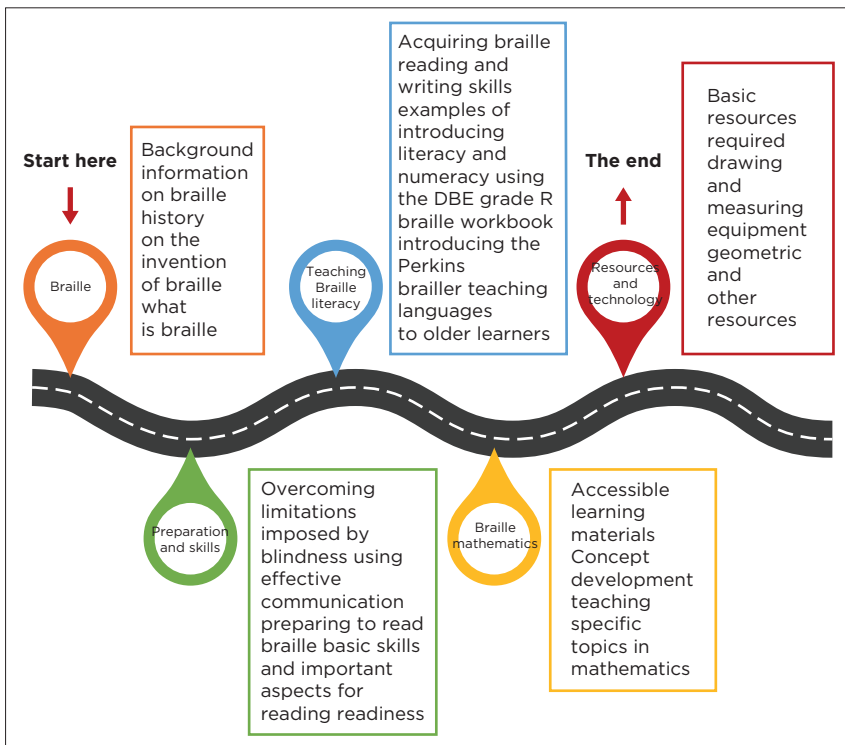 Start here
Braille
Background
information
on braille
history
on the
invention
of braille
what
is braille
Preparation
and skills
Overcoming
limitations
imposed by
blindness using
effective
communication
preparing to read
braille basic skills
and important
aspects for
reading readiness
Teaching
Braille
literacy
Acquiring braille
reading and
writing skills
examples of
introducing
literacy and
numeracy using
the DBE grade R
braille workbook
introducing the
Perkins
brailler teaching
languages
to older learners
Braille
mathematics
Accessible
learning
materials
Concept
development
teaching
specific
topics in
mathematics
The end
Resources
and
technology
Basic
resources
required
drawing
and
measuring
equipment
geometric
and
other
resources